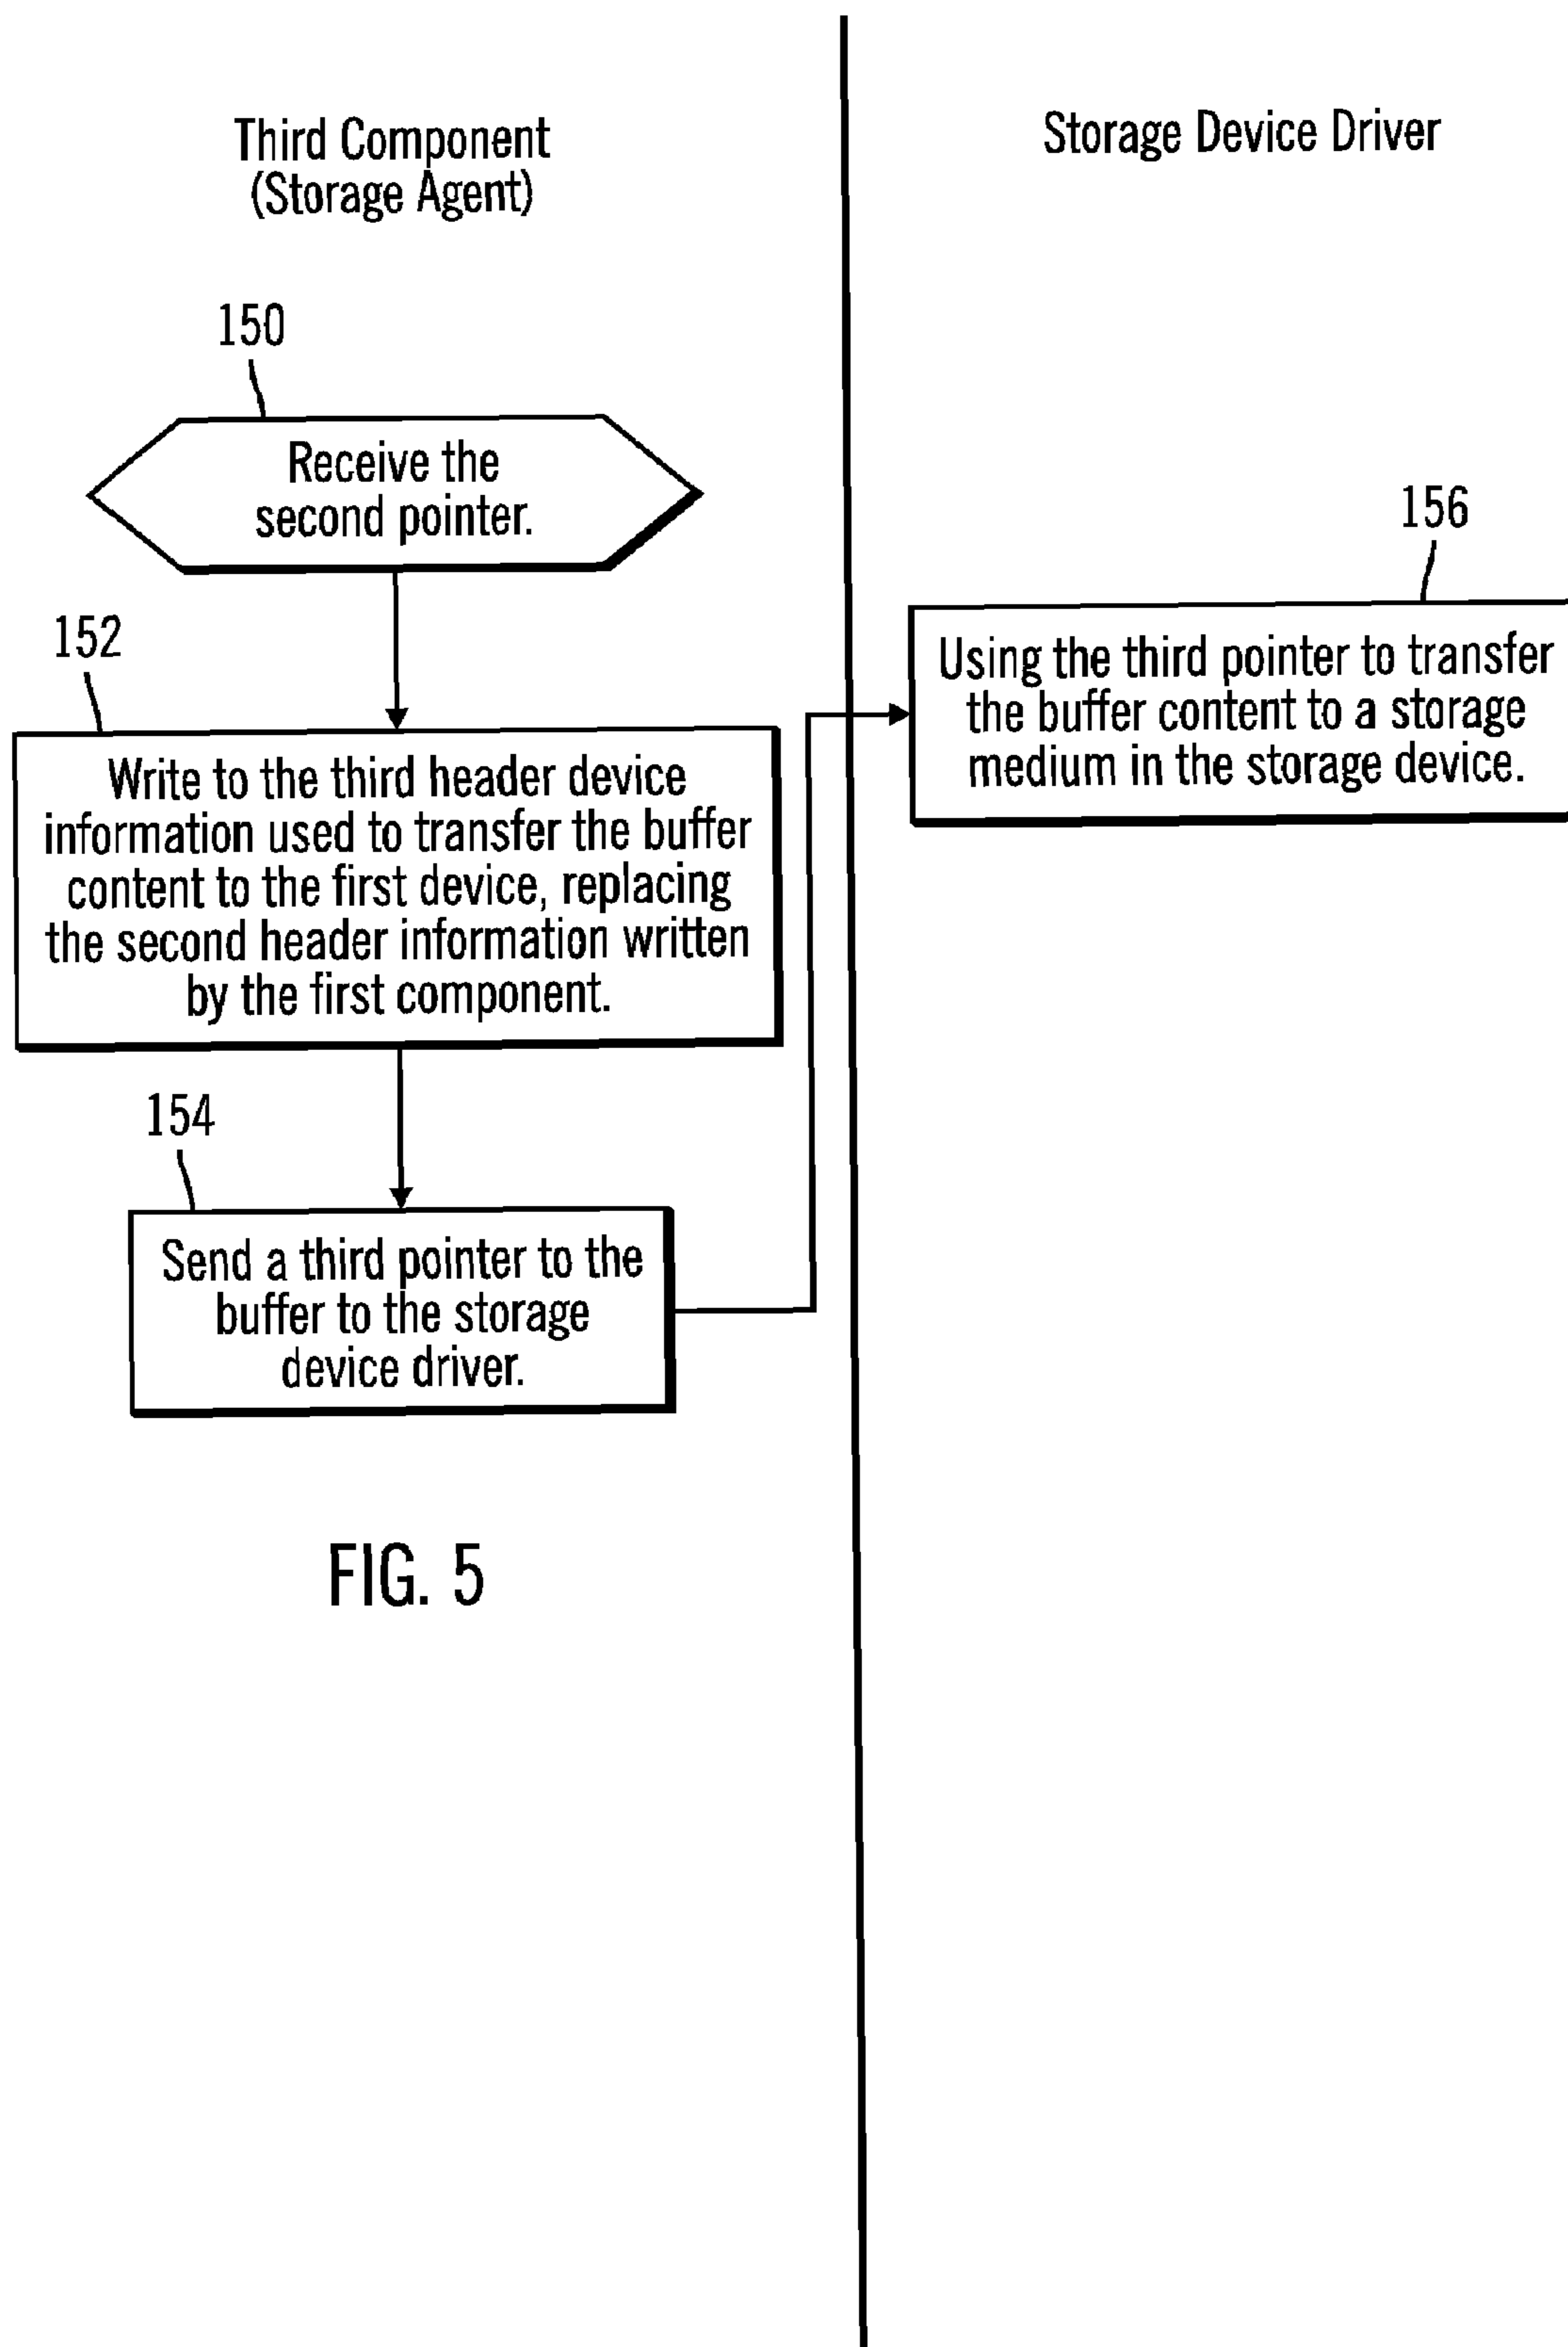 Third Component
(Storage Agent)
150
Receive the
second pointer.
152
Write to the third header device
information used to transfer the buffer
content to the first device, replacing
the second header information written
by the first component.
154
Send a third pointer to the
buffer to the storage
device driver.
Storage Device Driver
156
Using the third pointer to transfer
the buffer content to a storage
medium in the storage device.
FIG. 5